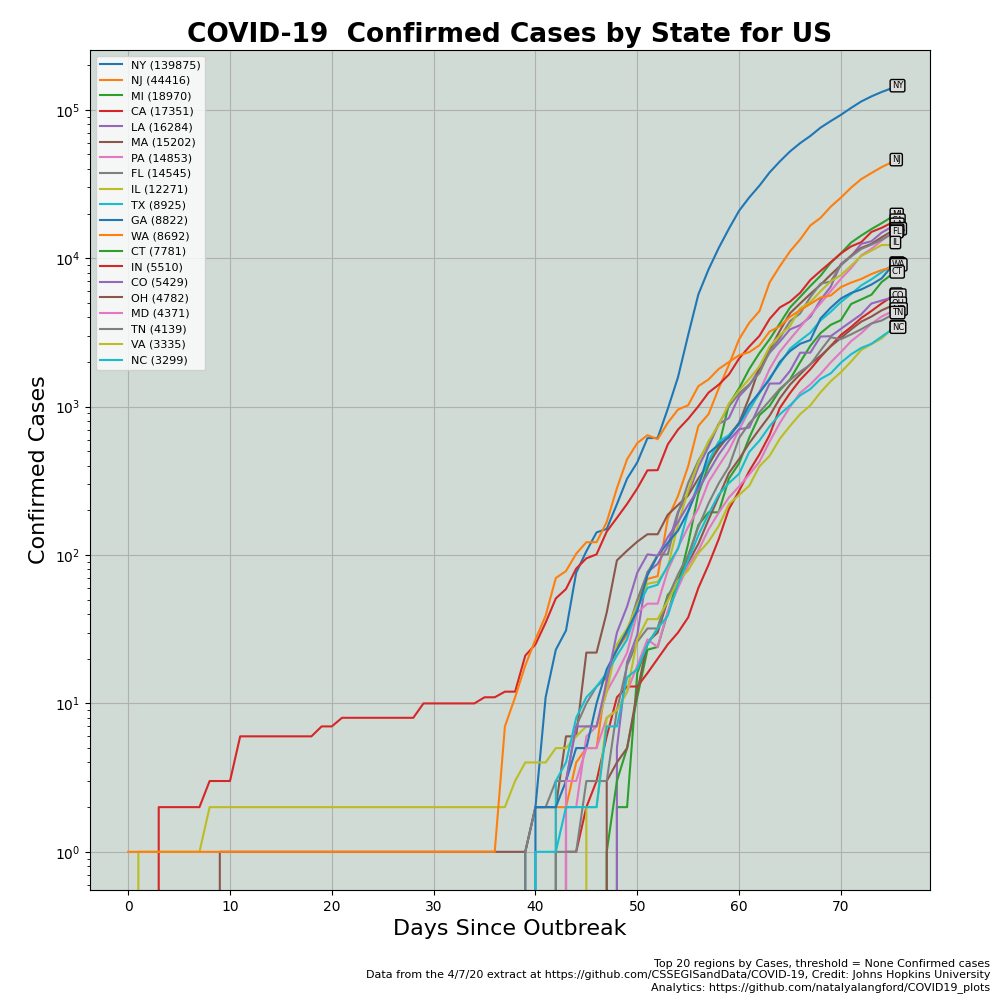 COVID-19  Confirmed Cases by State for US
NY (139875)
NJ (44416)
MI (18970)
CA (17351)
LA (16284)
MA (15202)
PA (14853)
FL (14545)
IL (12271)
TX (8925)
GA (8822)
WA (8692)
CT (7781)
IN (5510)
CO (5429)
OH (4782)
MD (4371)
TN (4139)
VA (3335)
NC (3299)
NY
NJ
FL
IL
WA
CT
CO
TN
NC
10^5
10^4
10^3
10^2
10^1
10^0
Confirmed Cases
0 10 20 30 40 50 60 70
Days Since Outbreak
Top 20 regions by Cases, threshold = None Confirmed cases
Data from the 4/7/20 extract at https://github.com/CSSEGISandData/COVID-19, Credit: Johns Hopkins University
Analytics: https://github.com/natalyalangford/COVID19_plots